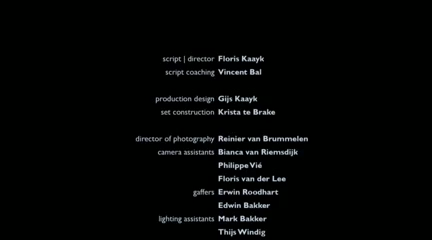 script | director Floris Kaayk
script coaching Vincent Bal
production design Gijs Kaayk
set construction Krista te Brake
director of photography Reinier van Brummelen
camera assistants Bianca van Riemsdijk
Philippe Vié
Floris van der Lee
gaffers Erwin Roodhart
Edwin Bakker
lighting assistants Mark Bakker
Thijs Windig